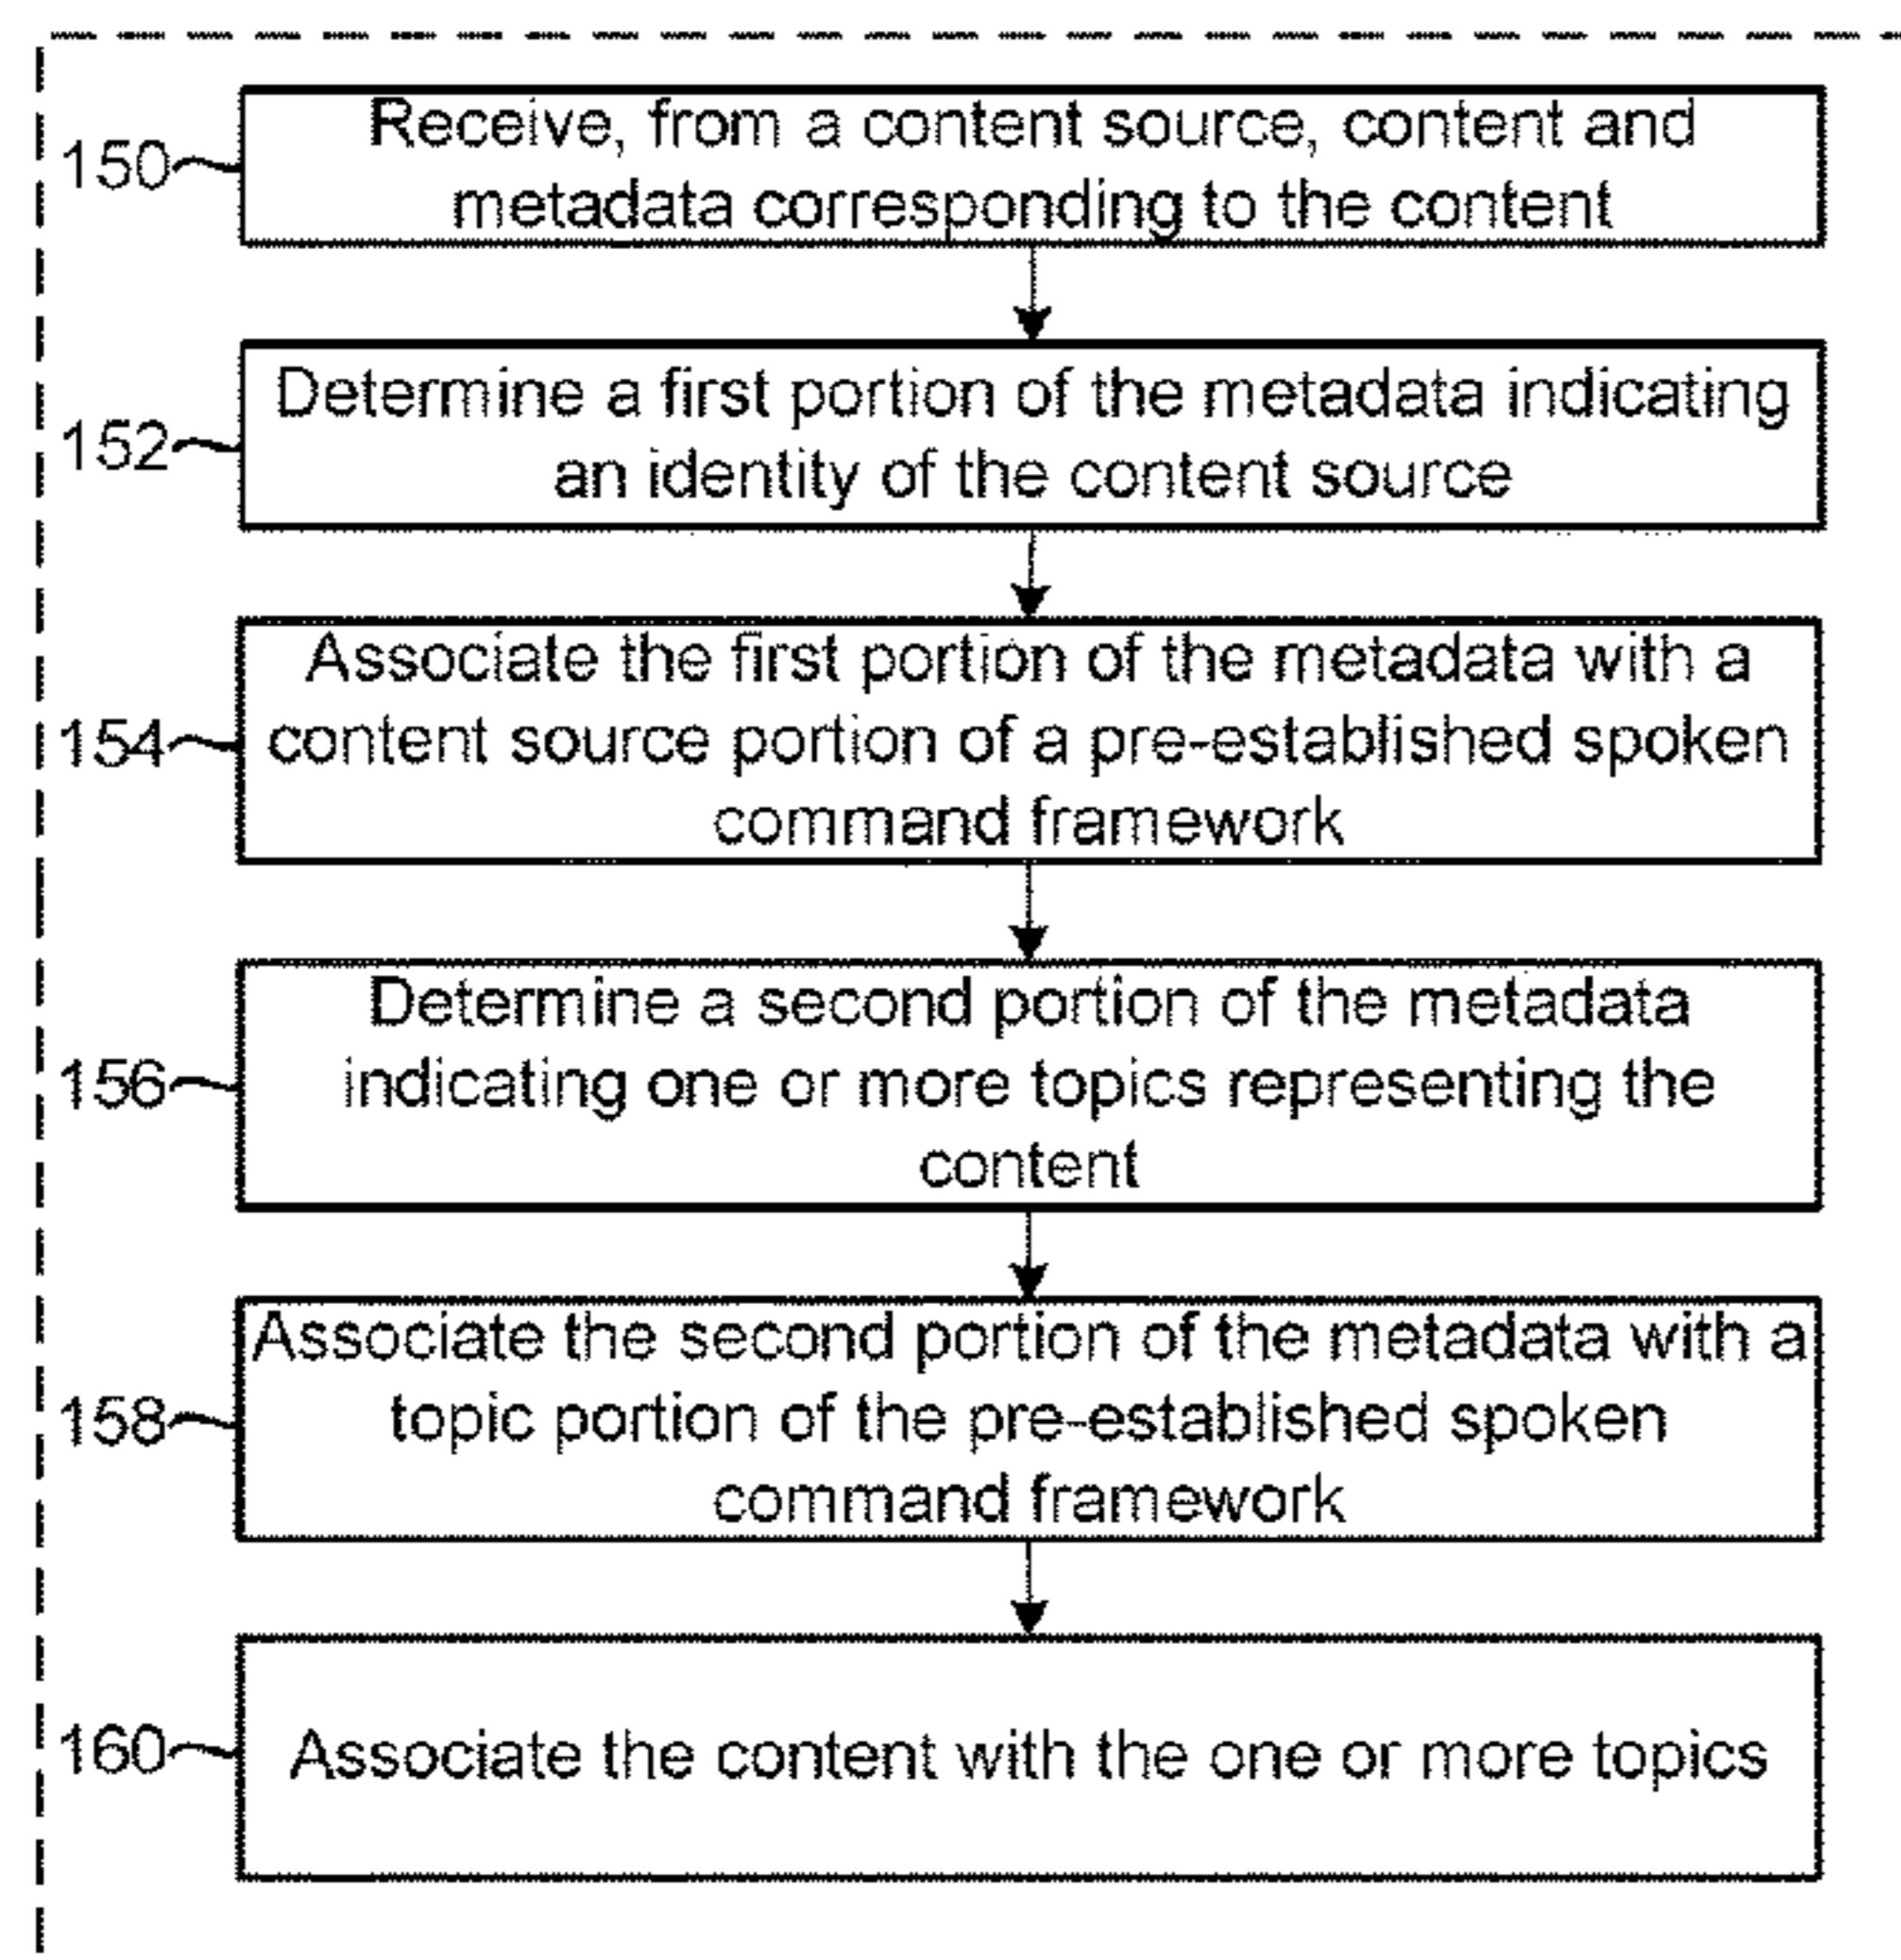 Receive, from a content source, content and
150
metadata corresponding to the content
Determine a first portion of the metadata indicating
152
an identity of the content source
Associate the first portion of the metadata with a
154
content source portion of a pre-established spoken
command framework
Determine a second portion of the metadata
156
indicating one or more topics representing the
content
Associate the second portion of the metadata with a
158
topic portion of the pre-established spoken
command framework
160
Associate the content with the one or more topics